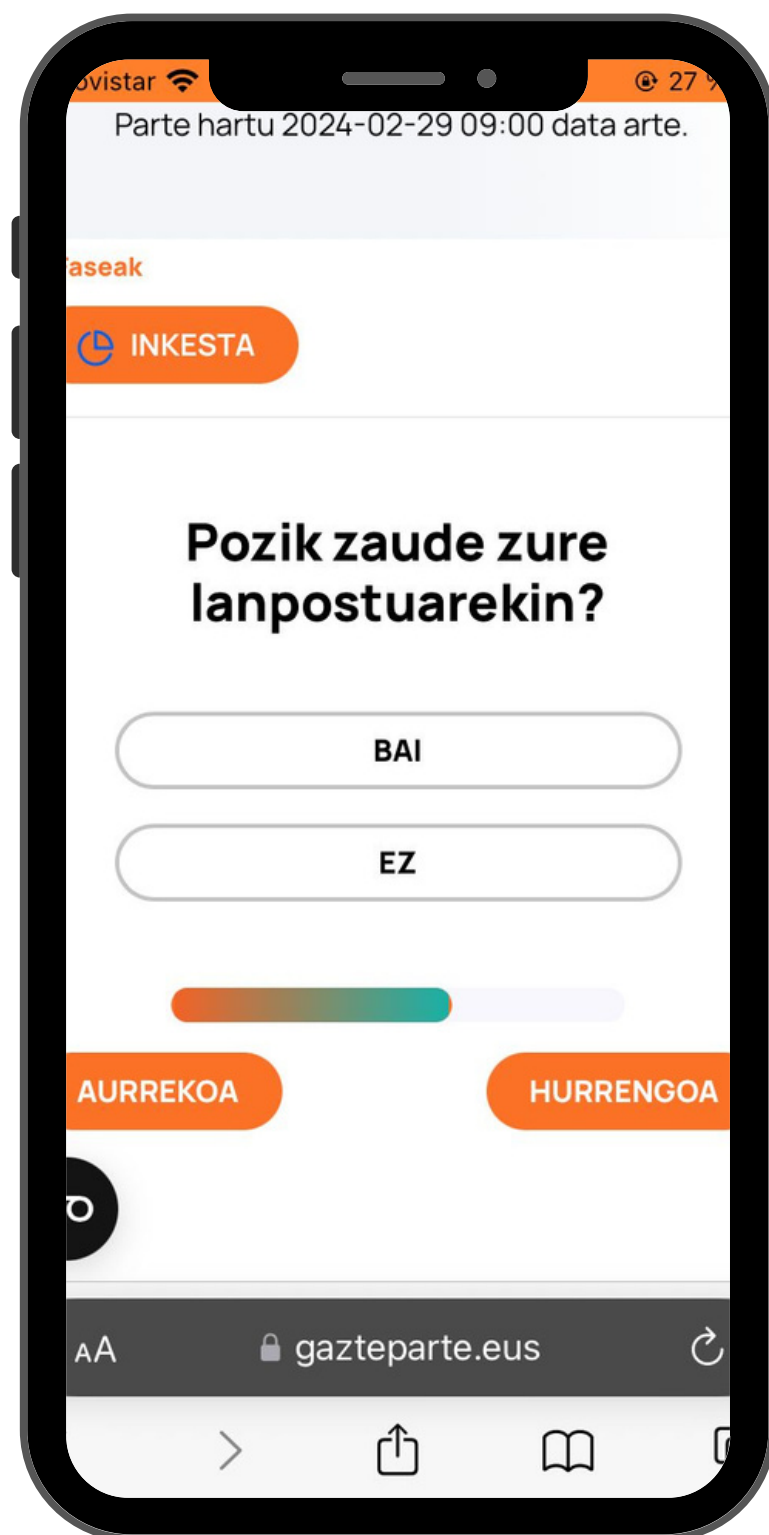 ovistar 27 %
Parte hartu 2024-02-29 09:00 data arte.
Faseak
INKESTA
Pozik zaude zure
lanpostuarekin?
BAI
EZ
AURREKOA HURRENGOA
AA gazteparte.eus